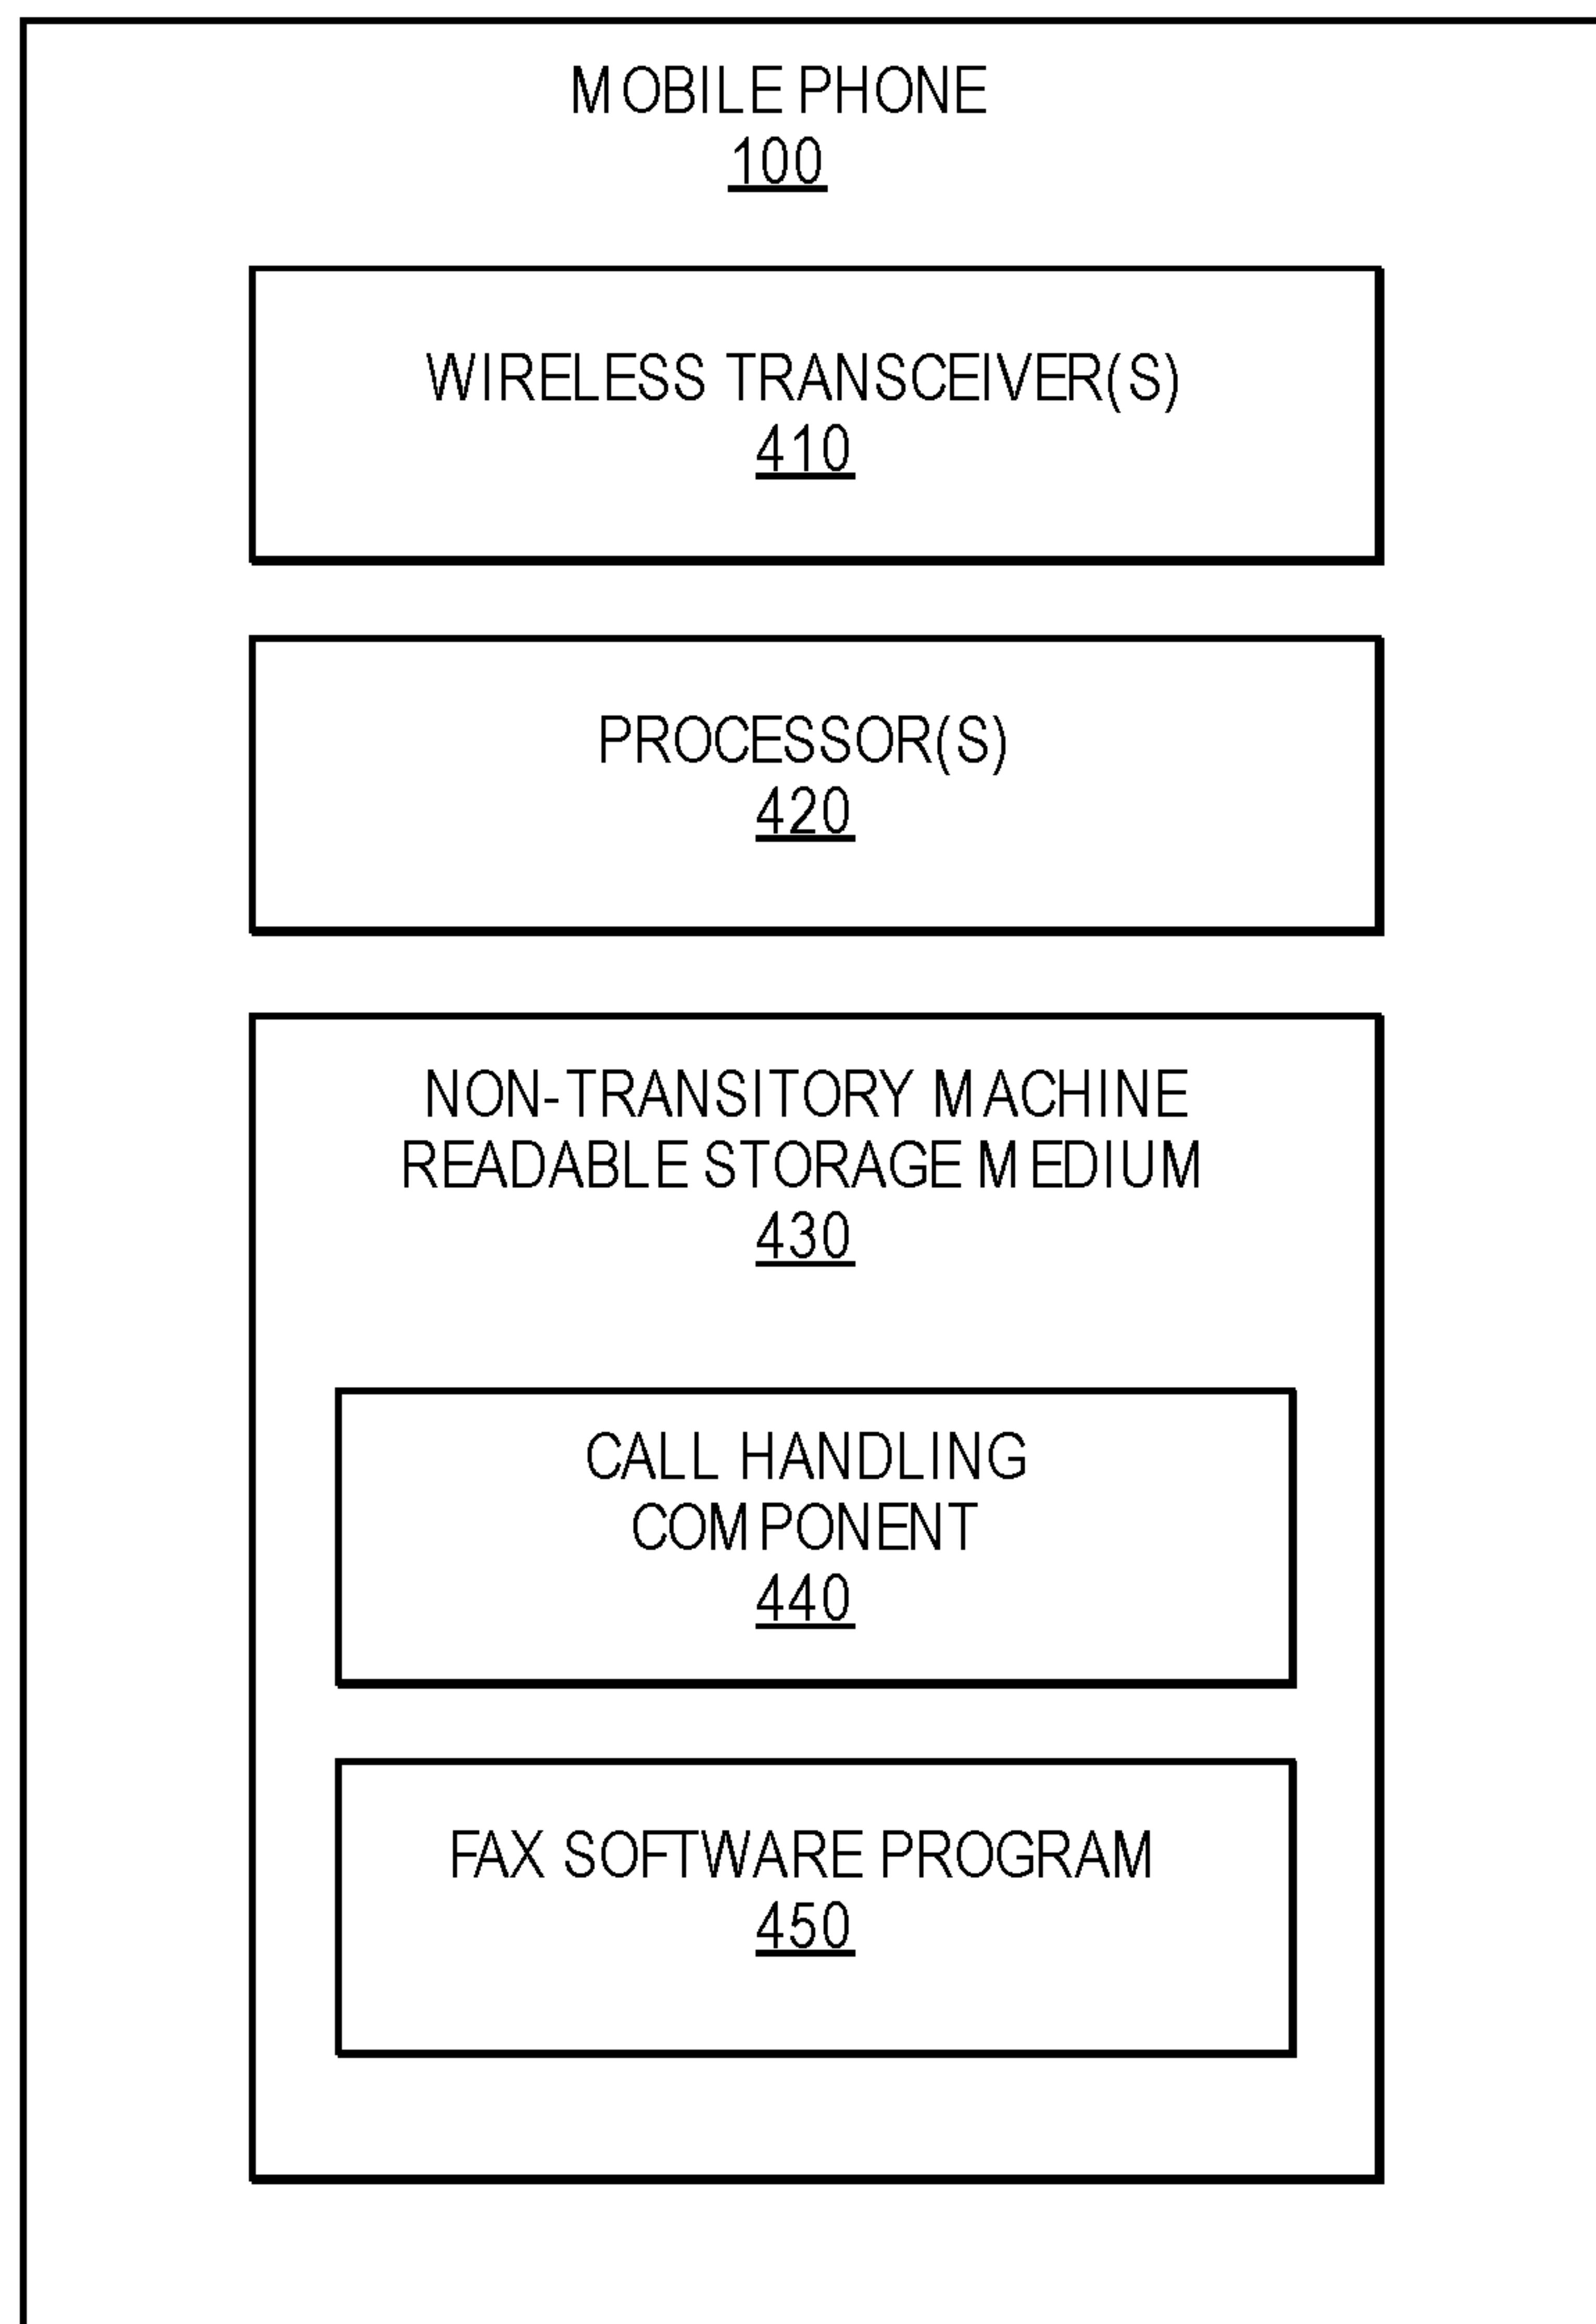 MOBILE PHONE
100
WIRELESS TRANSCEIVER(S)
410
PROCESSOR(S)
420
NON-TRANSITORY MACHINE
READABLE STORAGE MEDIUM
430
CALL HANDLING
COMPONENT
440
FAX SOFTWARE PROGRAM
450